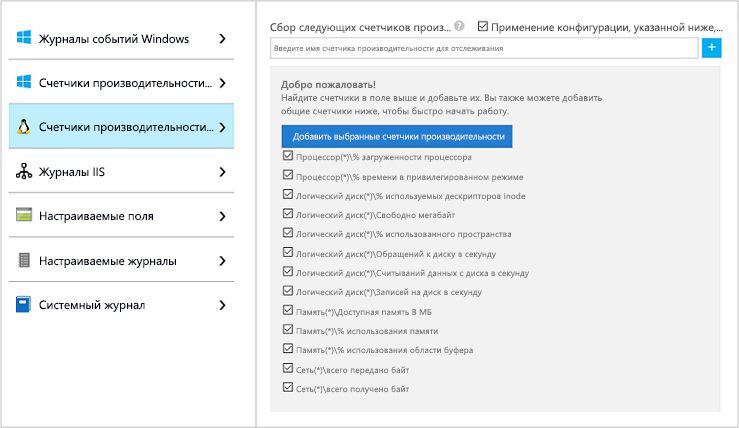 Журналы событий Windows
Счетчики производительности...
Счетчики производительности...
Журналы IIS
Настраиваемые поля
Настраиваемые журналы
Системный журнал
Сбор следующих счетчиков произ... ? Применение конфигурации, указанной ниже,...
Введите имя счетчика производительности для отслеживания +
Добро пожаловать!
Найдите счетчики в поле выше и добавьте их. Вы также можете добавить
общие счетчики ниже, чтобы быстро начать работу.
Добавить выбранные счетчики производительности
Процессор(*)\% загруженности процессора
Процессор(*)\% времени в привилегированном режиме
Логический диск(*)\% используемых дескрипторов inode
Логический диск(*)\Свободно мегабайт
Логический диск(*)\% использованного пространства
Логический диск(*)\Обращений к диску в секунду
Логический диск(*)\Считываний данных с диска в секунду
Логический диск(*)\Записей на диск в секунду
Память(*)\Доступная память В МБ
Память(*)\% использования памяти
Память(*)\% использования области буфера
Сеть(*)\всего передано байт
Сеть(*)\всего получено байт